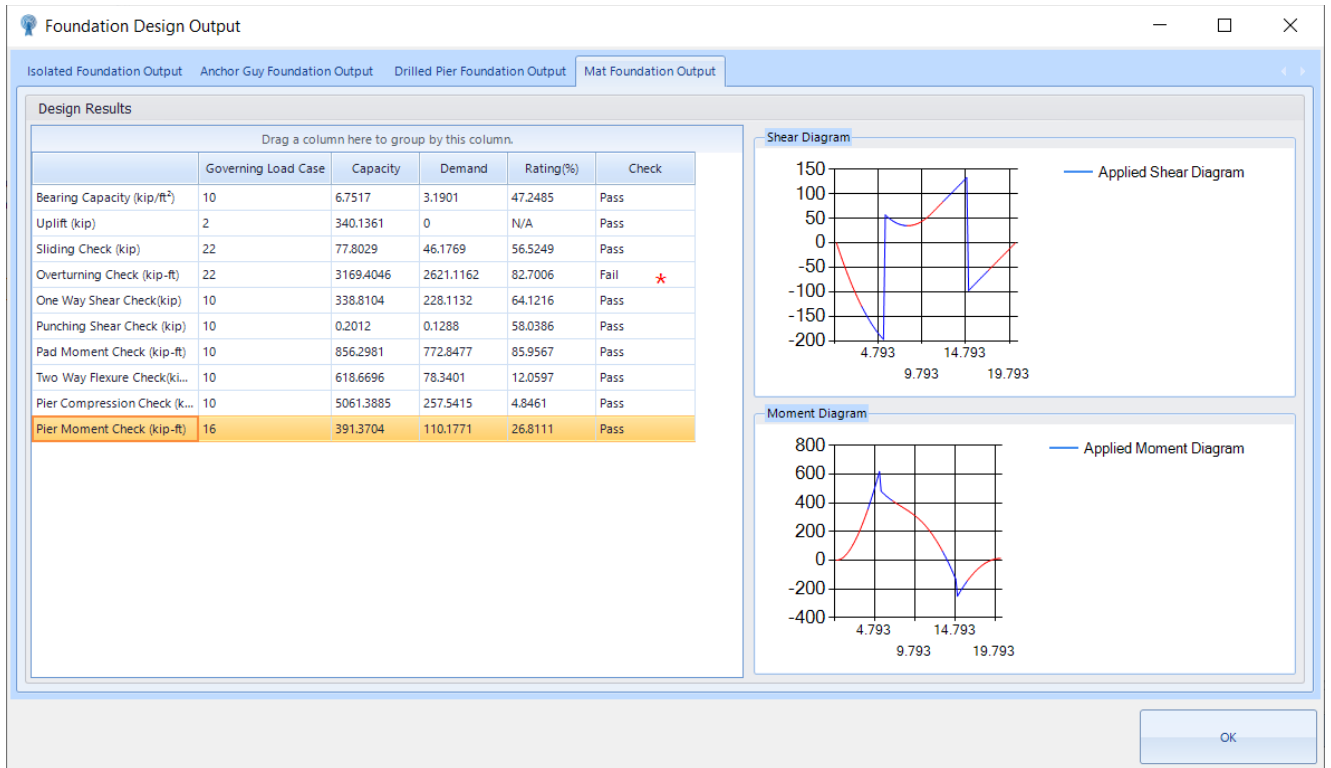 Foundation Design Output
Isolated Foundation Output Anchor Guy Foundation Output Drilled Pier Foundation Output Mat Foundation Output
Design Results
Drag a column here to group by this column.
Governing Load Case Capacity Demand Rating(%) Check
Bearing Capacity (kip/ft²) 10 6.7517 3.1901 47.2485 Pass
Uplift (kip) 2 340.1361 0 N/A Pass
Sliding Check (kip) 22 77.8029 46.1769 56.5249 Pass
Overturning Check (kip-ft) 22 3169.4046 2621.1162 82.7006 Fail *
One Way Shear Check(kip) 10 338.8104 228.1132 64.1216 Pass
Punching Shear Check (kip) 10 0.2012 0.1288 58.0386 Pass
Pad Moment Check (kip-ft) 10 856.2981 772.8477 85.9567 Pass
Two Way Flexure Check(ki... 10 618.6696 78.3401 12.0597 Pass
Pier Compression Check (k... 10 5061.3885 257.5415 4.8461 Pass
Pier Moment Check (kip-ft) 16 391.3704 110.1771 26.8111 Pass
Shear Diagram
150
100
50
0
-50
-100
-150
-200
4.793 14.793
9.793 19.793
Applied Shear Diagram
Moment Diagram
800
600
400
200
0
-200
-400
4.793 14.793
9.793 19.793
Applied Moment Diagram
OK